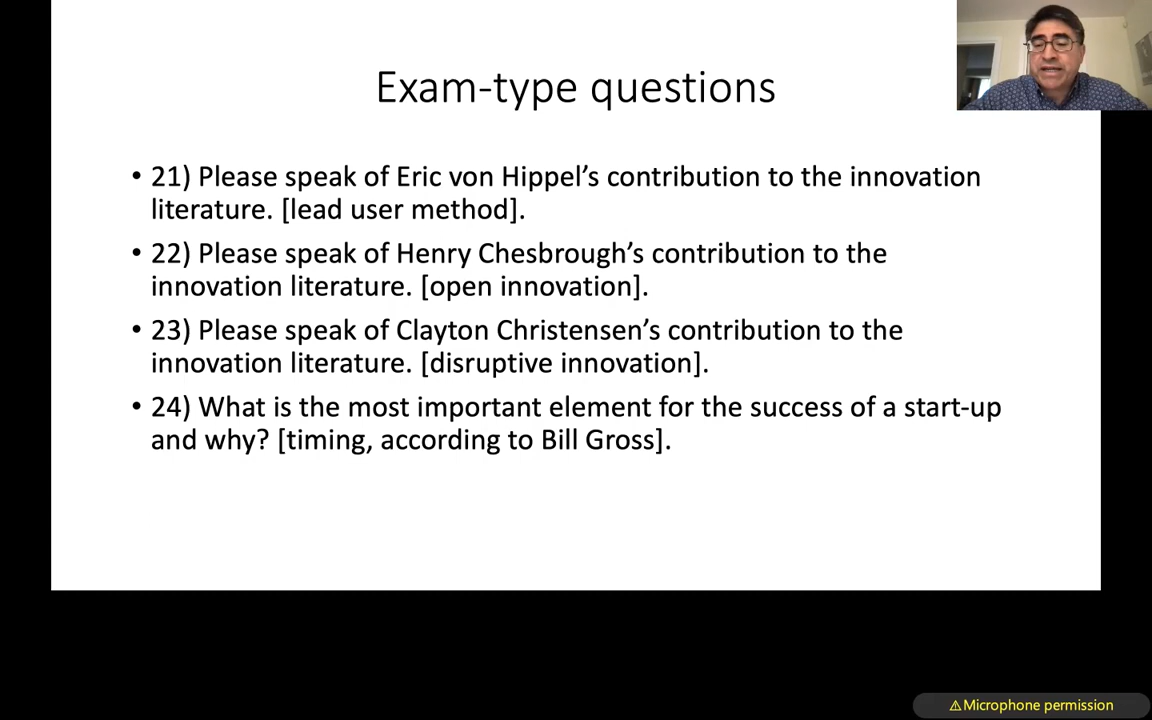 Exam-type questions
• 21) Please speak of Eric von Hippel’s contribution to the innovation
literature. [lead user method].
• 22) Please speak of Henry Chesbrough’s contribution to the
innovation literature. [open innovation].
• 23) Please speak of Clayton Christensen’s contribution to the
innovation literature. [disruptive innovation].
• 24) What is the most important element for the success of a start-up
and why? [timing, according to Bill Gross].
⚠Microphone permission